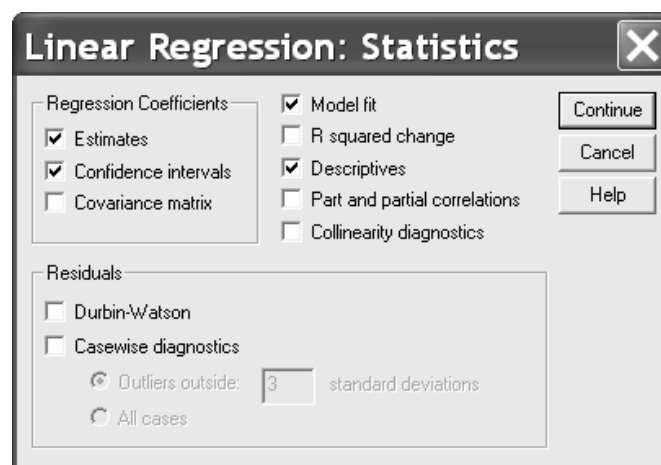 Linear Regression: Statistics
Regression Coefficients
Estimates
Confidence intervals
Covariance matrix
Model fit
R squared change
Descriptives
Part and partial correlations
Collinearity diagnostics
Continue
Cancel
Help
Residuals
Durbin-Watson
Casewise diagnostics
Outliers outside: 3 standard deviations
All cases